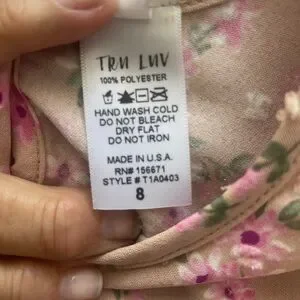 TRU LUV
100% POLYESTER
HAND WASH COLD
DO NOT BLEACH
DRY FLAT
DO NOT IRON
MADE IN U.S.A.
RN# 156671
STYLE # T1A0403
8